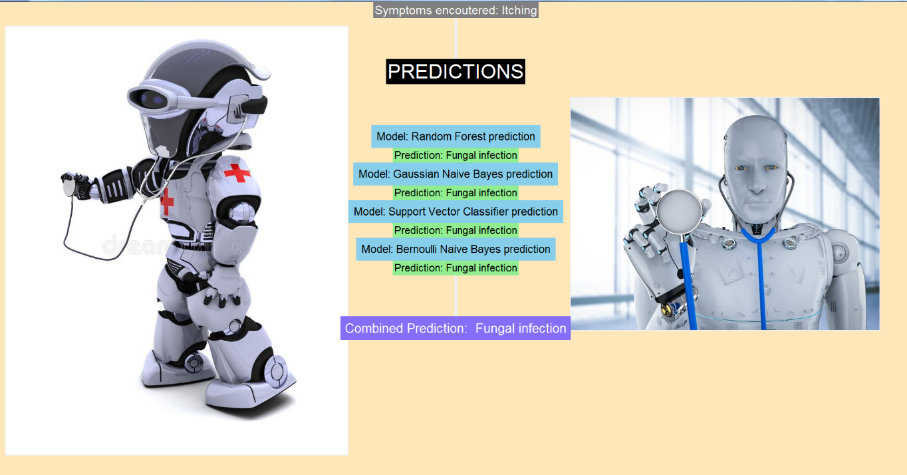 Symptoms encoutered: Itching
PREDICTIONS
Model: Random Forest prediction
Prediction: Fungal infection
Model: Gaussian Naive Bayes prediction
Prediction: Fungal infection
Model: Support Vector Classifier prediction
Prediction: Fungal infection
Model: Bernoulli Naive Bayes prediction
Prediction: Fungal infection
Combined Prediction: Fungal infection